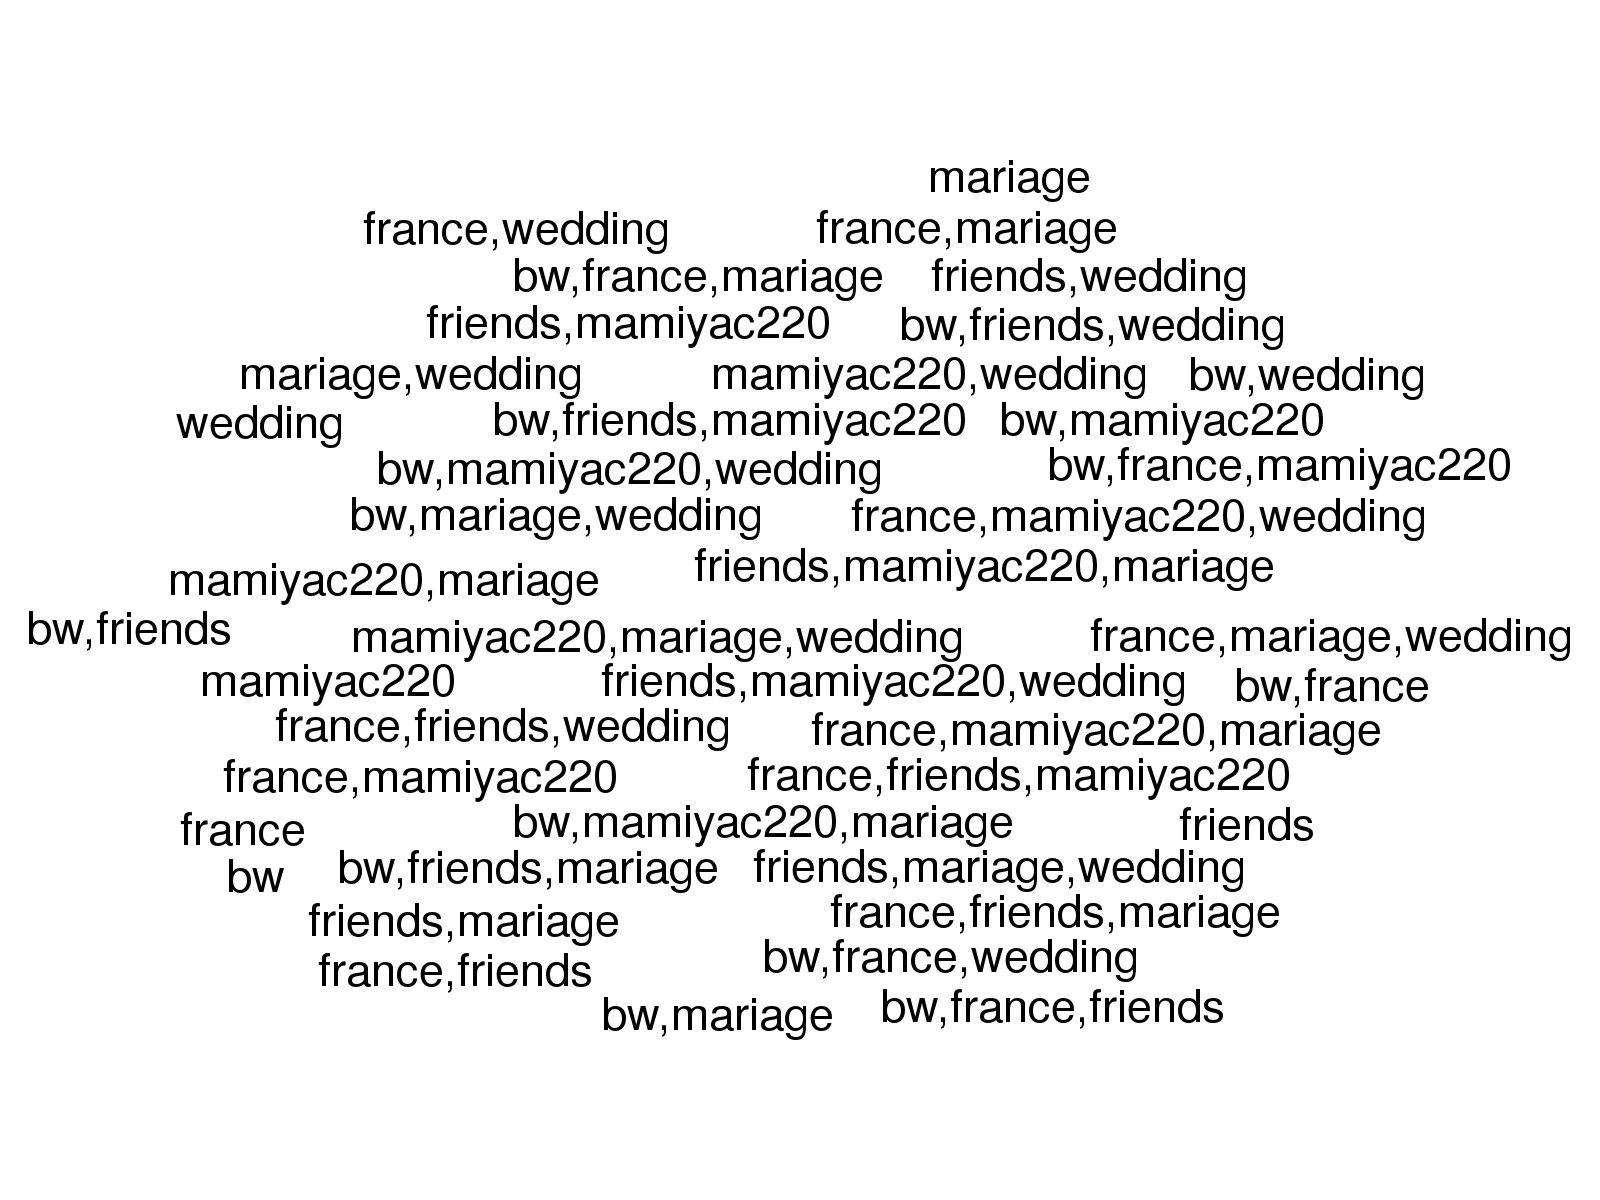 mariage
france,wedding france,mariage
bw,france,mariage friends,wedding
friends,mamiyac220 bw,friends,wedding
mariage,wedding mamiyac220,wedding bw,wedding
wedding bw,friends,mamiyac220 bw,mamiyac220
bw,mamiyac220,wedding bw,france,mamiyac220
bw,mariage,wedding france,mamiyac220,wedding
mamiyac220,mariage friends,mamiyac220,mariage
bw,friends mamiyac220,mariage,wedding france,mariage,wedding
mamiyac220 friends,mamiyac220,wedding bw,france
france,friends,wedding france,mamiyac220,mariage
france,mamiyac220 france,friends,mamiyac220
france bw,mamiyac220,mariage friends
bw bw,friends,mariage friends,mariage,wedding
friends,mariage france,friends,mariage
france,friends bw,france,wedding
bw,mariage bw,france,friends